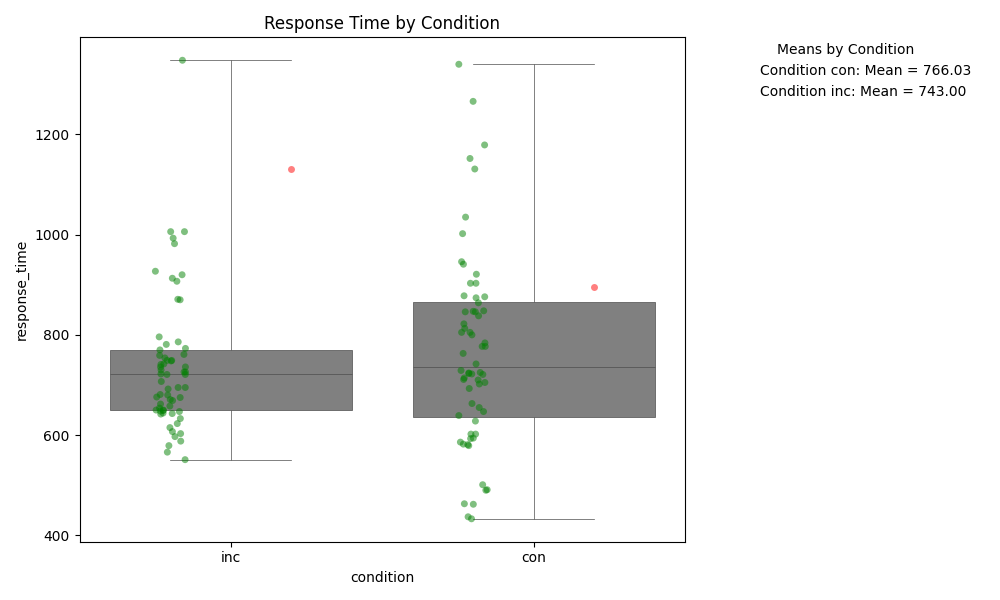 Response Time by Condition
Means by Condition
Condition con: Mean = 766.03
Condition inc: Mean = 743.00
response_time
1200
1000
800
600
400
inc con
condition